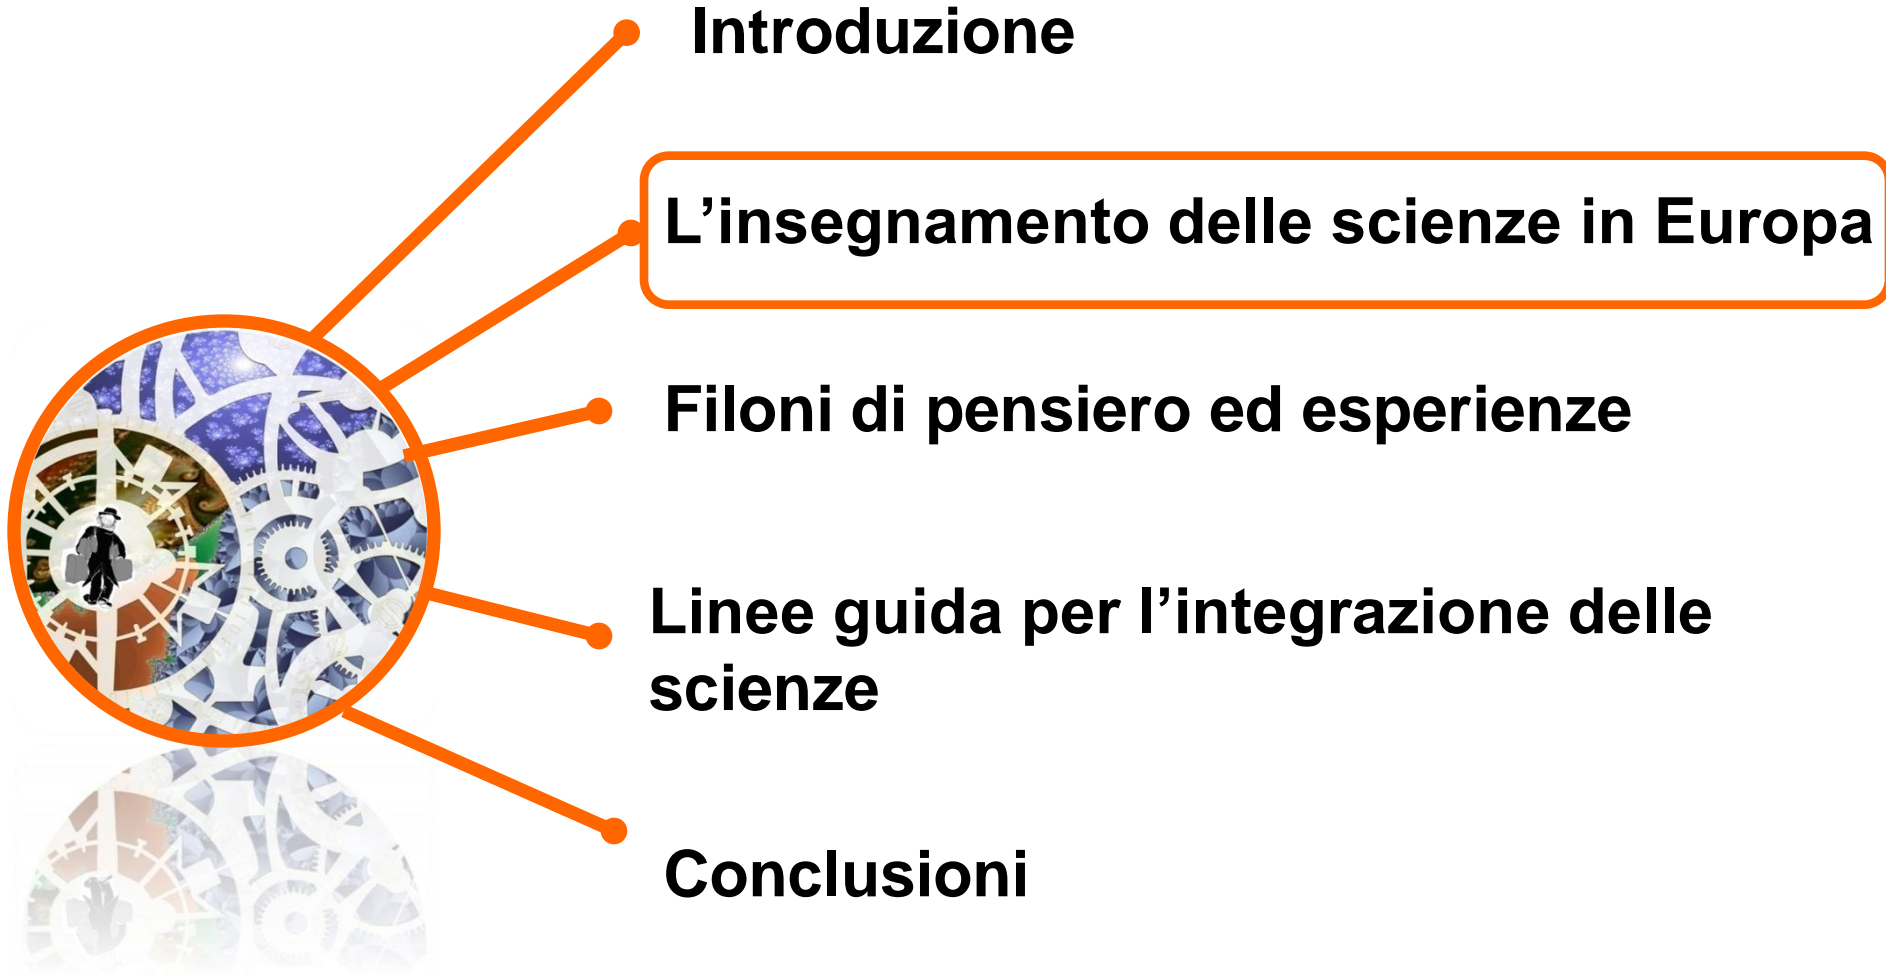 Introduzione
L’insegnamento delle scienze in Europa
Filoni di pensiero ed esperienze
Linee guida per l’integrazione delle
scienze
Conclusioni